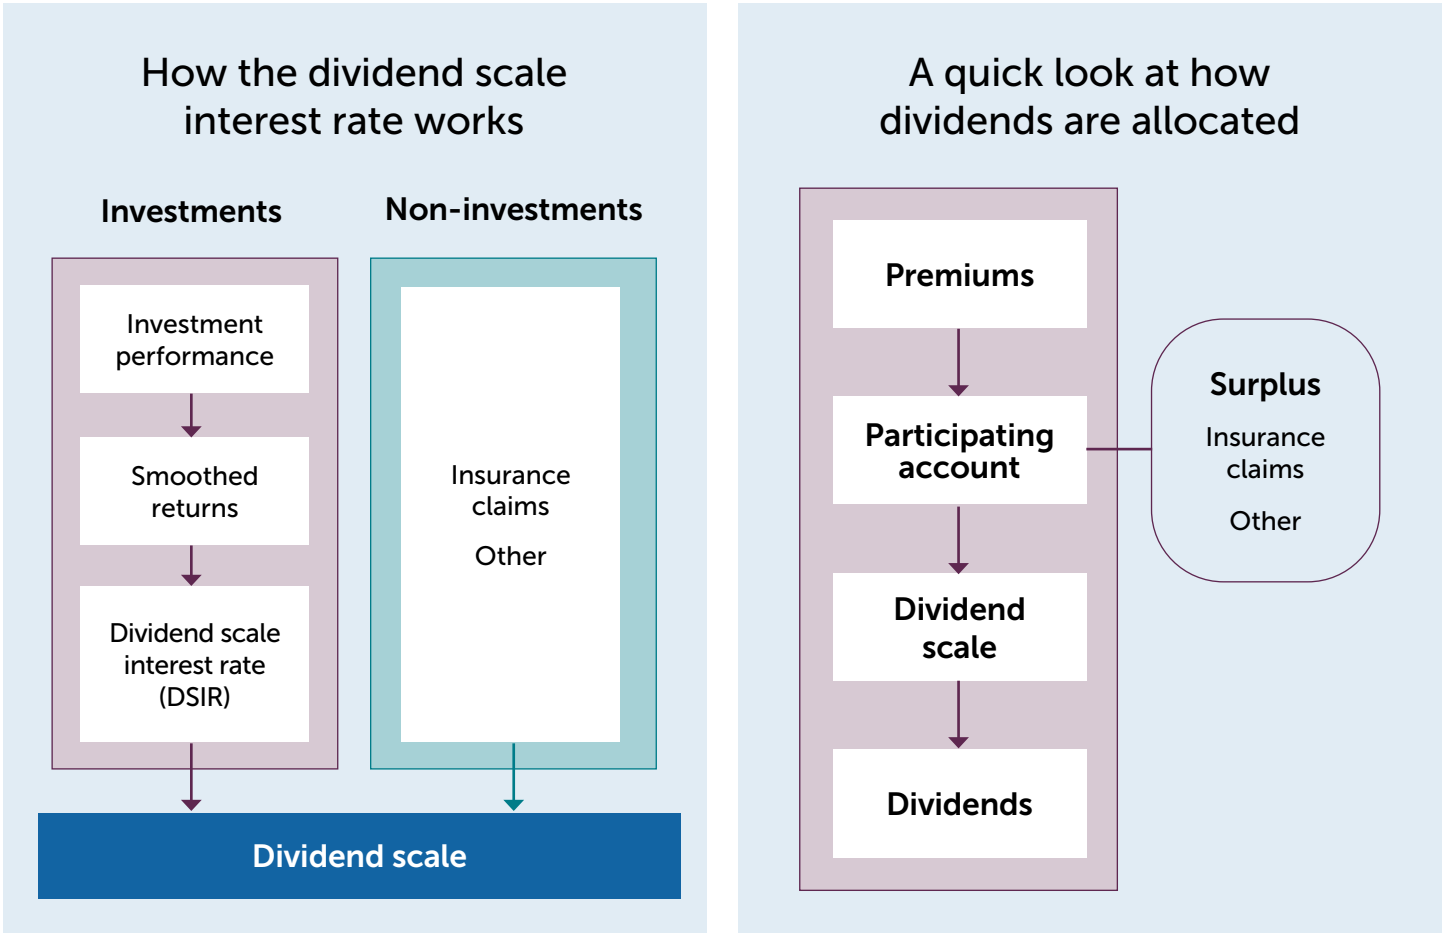 How the dividend scale
interest rate works
Investments
Investment
performance
Smoothed
returns
Dividend scale
interest rate
(DSIR)
Non-investments
Insurance
claims
Other
Dividend scale
A quick look at how
dividends are allocated
Premiums
Participating
account
Surplus
Insurance
claims
Other
Dividend
scale
Dividends